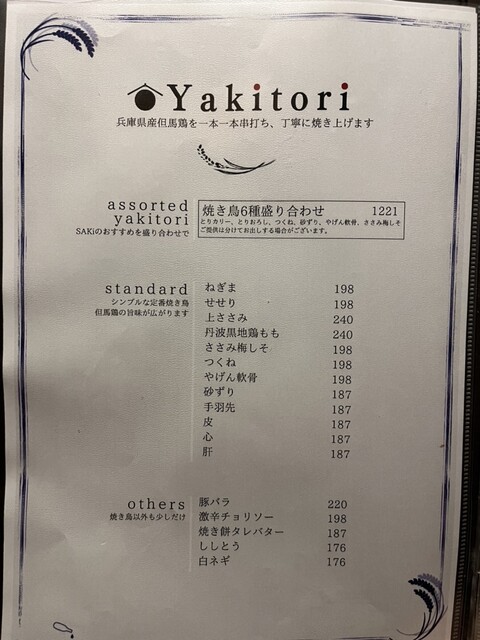 Yakitori
兵庫県産但馬鶏を一本一本串打ち、丁寧に焼き上げます
assorted
yakitori
SAKiのおすすめを盛り合わせで
焼き鳥6種盛り合わせ 1221
とりカリー、とりおろし、つくね、砂ずり、やげん軟骨、ささみ梅しそ
ご提供は分けてお出しする場合がございます。
standard
シンプルな定番焼き鳥
但馬鶏の旨味が広がります
ねぎま 198
せせり 198
上ささみ 240
丹波黒地鶏もも 240
ささみ梅しそ 198
つくね 198
やげん軟骨 198
砂ずり 187
手羽先 187
皮 187
心 187
肝 187
others
焼き鳥以外も少しだけ
豚バラ 220
激辛チョリソー 198
焼き餅タレバター 187
ししとう 176
白ネギ 176